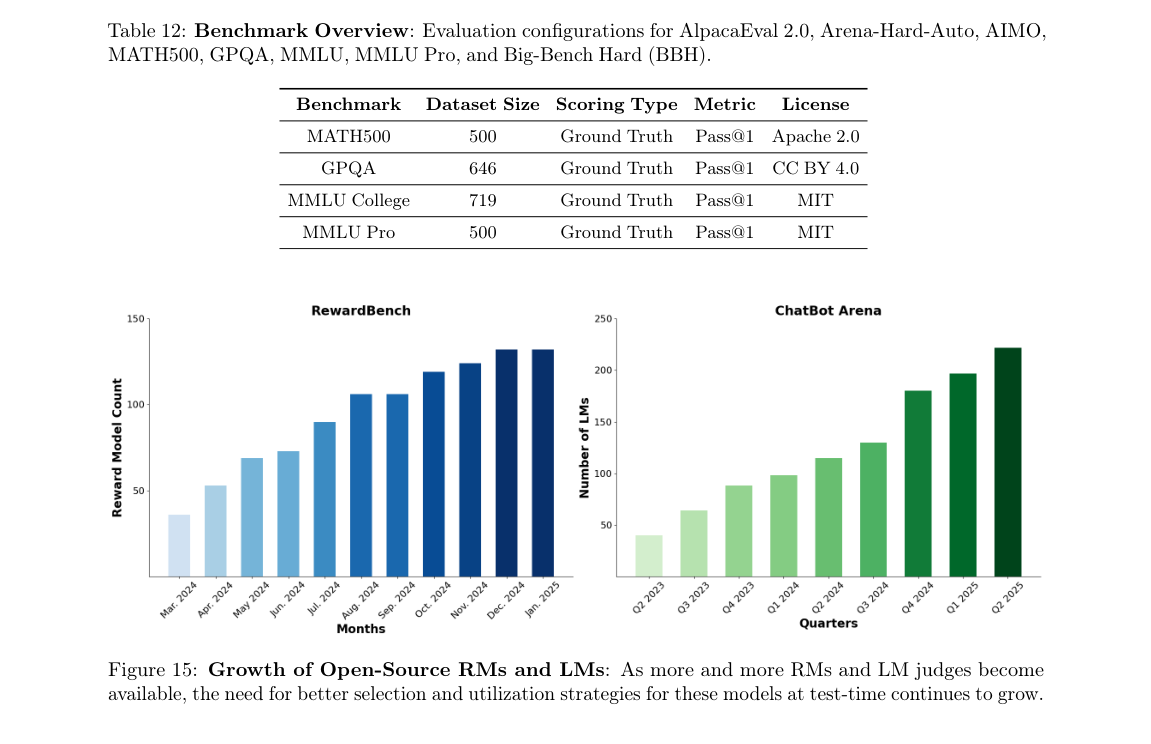 Table 12: Benchmark Overview: Evaluation configurations for AlpacaEval 2.0, Arena-Hard-Auto, AIMO,
MATH500, GPQA, MMLU, MMLU Pro, and Big-Bench Hard (BBH).
Benchmark Dataset Size Scoring Type Metric License
MATH500 500 Ground Truth Pass@1 Apache 2.0
GPQA 646 Ground Truth Pass@1 CC BY 4.0
MMLU College 719 Ground Truth Pass@1 MIT
MMLU Pro 500 Ground Truth Pass@1 MIT
RewardBench
150
100
50
Reward Model Count
Mar. 2024 Apr. 2024 May 2024 Jun. 2024 Jul. 2024 Aug. 2024 Sep. 2024 Oct. 2024 Nov. 2024 Dec. 2024 Jan. 2025
Months
ChatBot Arena
250
200
150
100
50
Number of LMs
Q2 2023 Q3 2023 Q4 2023 Q1 2024 Q2 2024 Q3 2024 Q4 2024 Q1 2025 Q2 2025
Quarters
Figure 15: Growth of Open-Source RMs and LMs: As more and more RMs and LM judges become
available, the need for better selection and utilization strategies for these models at test-time continues to grow.